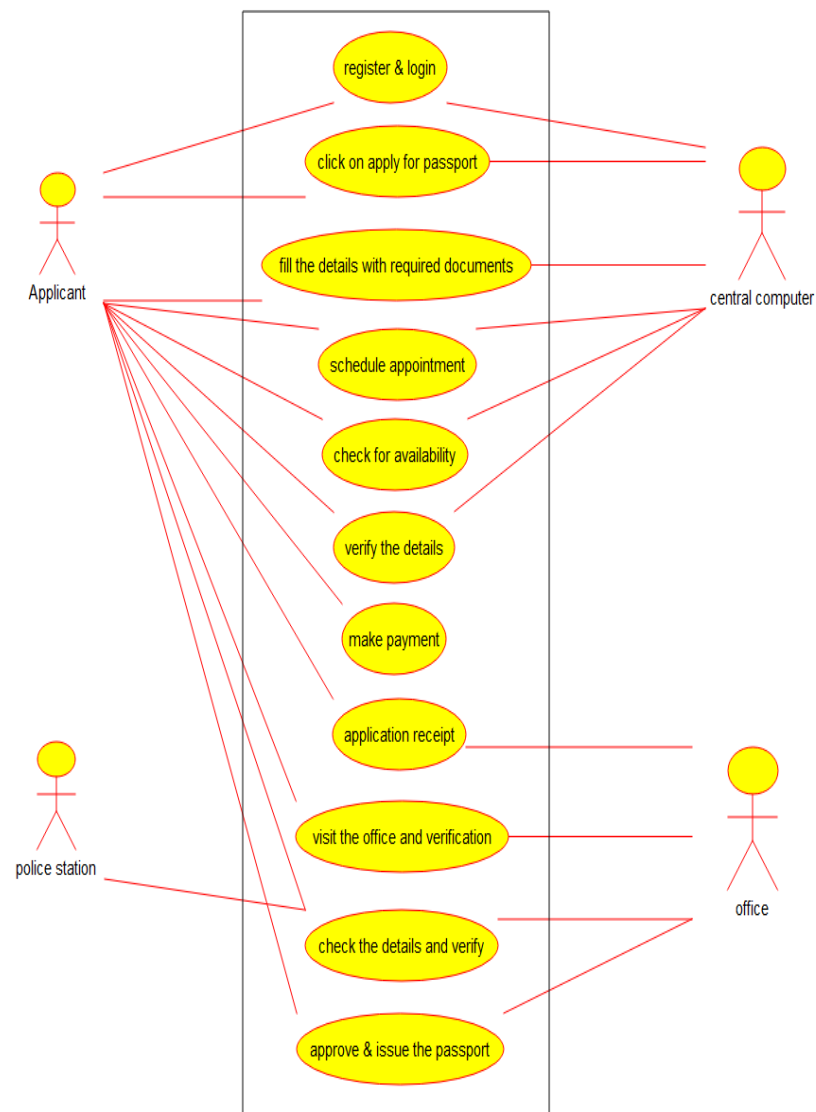 register & login
click on apply for passport
fill the details with required documents
Applicant
central computer
schedule appointment
check for availability
verify the details
make payment
application receipt
visit the office and verification
police station
office
check the details and verify
approve & issue the passport